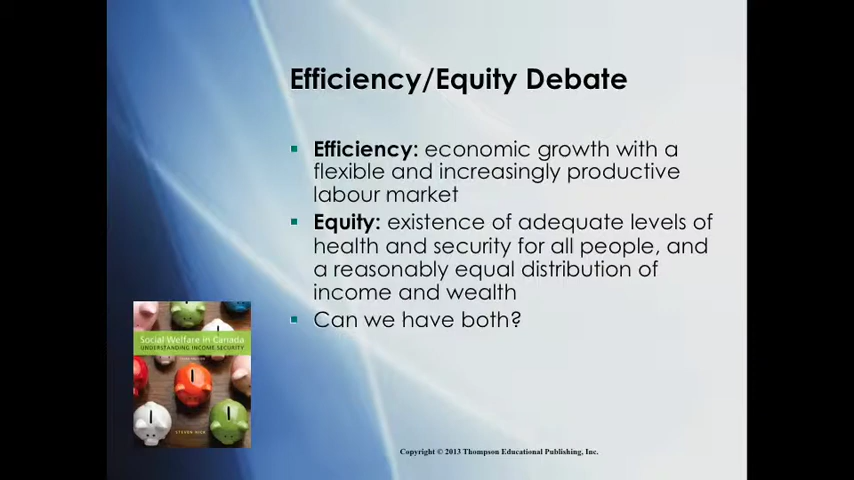 Efficiency/Equity Debate
Efficiency: economic growth with a
flexible and increasingly productive
labour market
Equity: existence of adequate levels of
health and security for all people, and
a reasonably equal distribution of
income and wealth
Can we have both?
Social Welfare in Canada
UNDERSTANDING INCOME SECURITY
STEVEN HICK
Copyright © 2013 Thompson Educational Publishing, Inc.